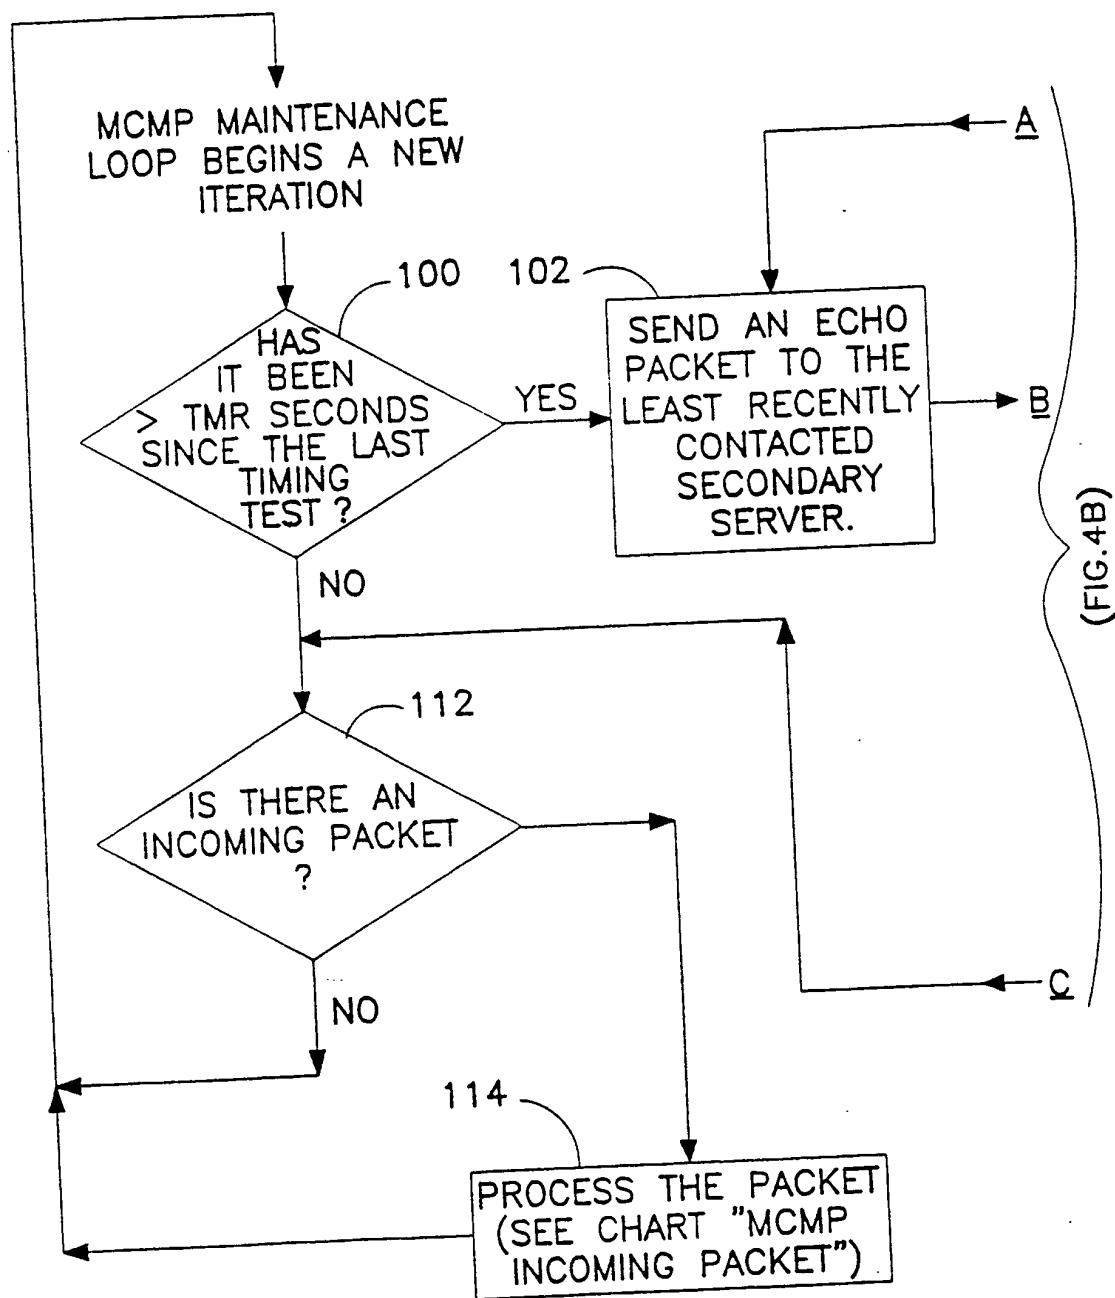 MCMP MAINTENANCE
LOOP BEGINS A NEW
ITERATION
A
100
102
HAS
IT BEEN
> TMR SECONDS
SINCE THE LAST
TIMING
TEST?
YES
SEND AN ECHO
PACKET TO THE
LEAST RECENTLY
CONTACTED
SECONDARY
SERVER.
B
(FIG.4B)
NO
112
IS THERE AN
INCOMING PACKET
?
C
NO
114
PROCESS THE PACKET
(SEE CHART "MCMP
INCOMING PACKET")